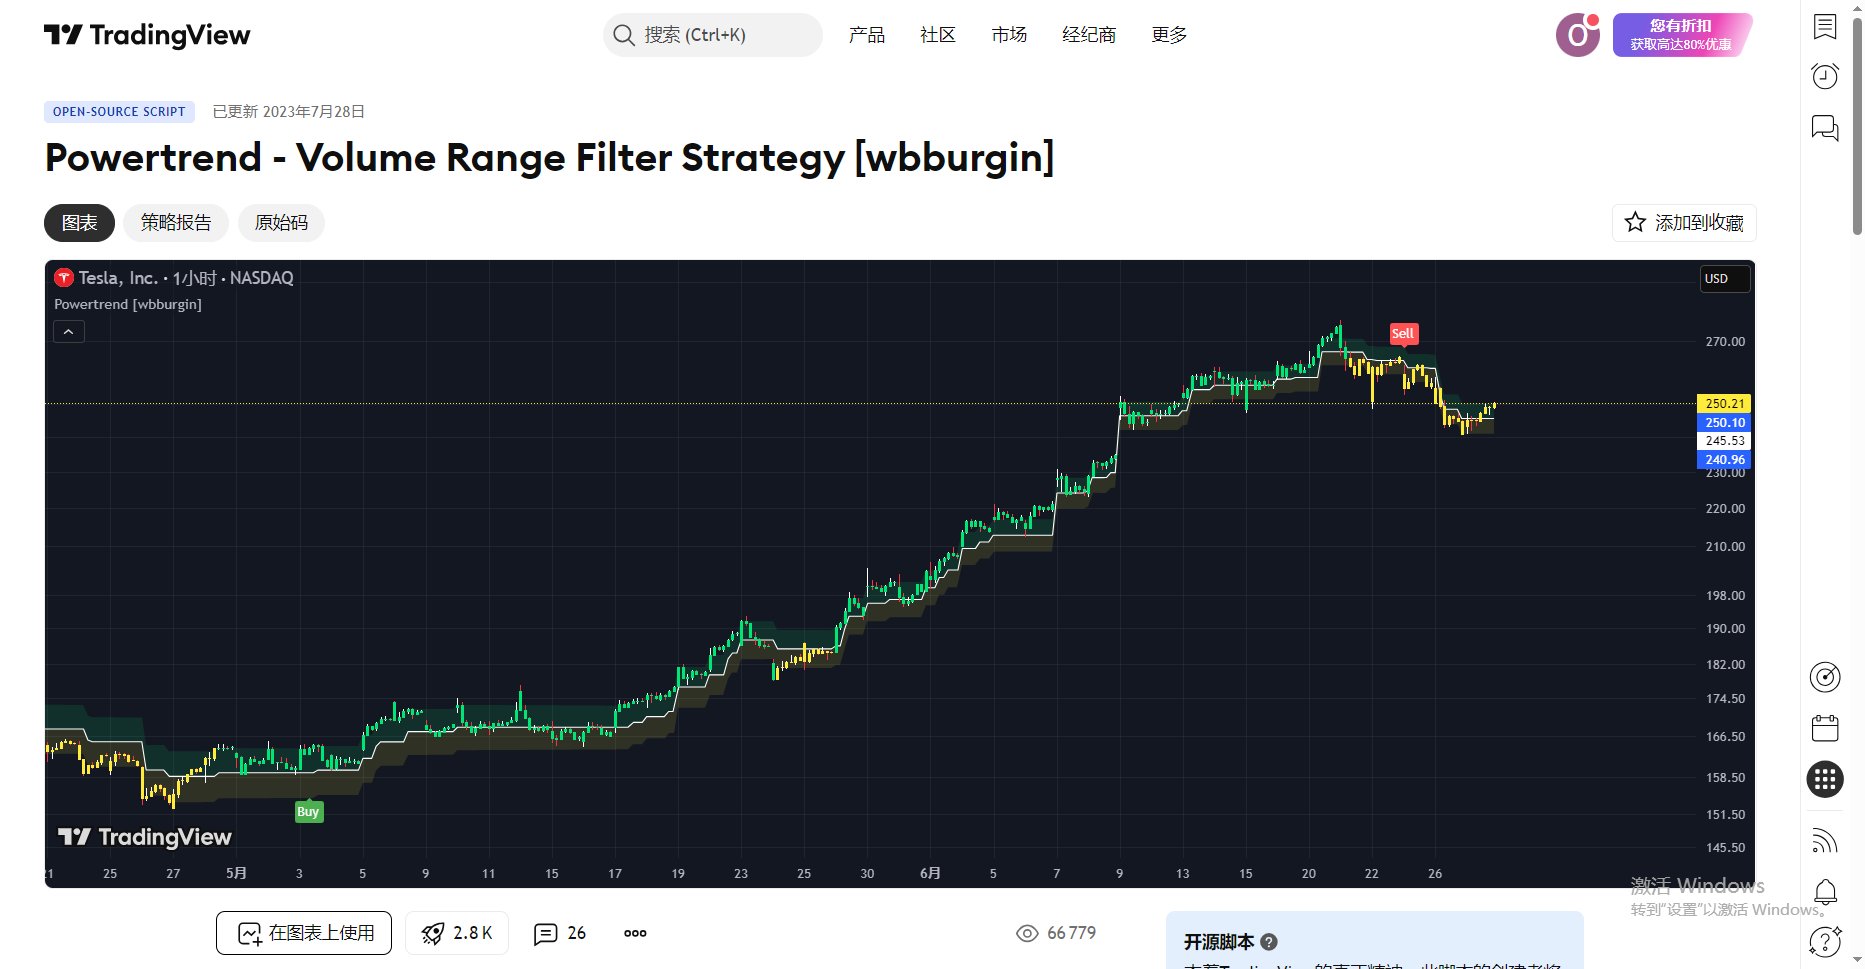 TradingView
搜索 (Ctrl+K)
产品
社区
市场
经纪商
更多
O
您有折扣
获取高达80%优惠
OPEN-SOURCE SCRIPT
已更新 2023年7月28日
Powertrend - Volume Range Filter Strategy [wbburgin]
图表
策略报告
原始码
添加到收藏
Tesla, Inc. · 1小时 · NASDAQ
USD
Powertrend [wbburgin]
Sell
270.00
250.21
250.10
245.53
240.96
230.00
220.00
210.00
198.00
190.00
182.00
174.50
166.50
158.50
151.50
145.50
Buy
TradingView
21 25 27 5月 3 5 9 11 15 17 19 23 25 30 6月 5 7 9 13 15 20 22 26
激活 Windows
转到“设置”以激活 Windows。
在图表上使用
2.8 K
26
66 779
开源脚本